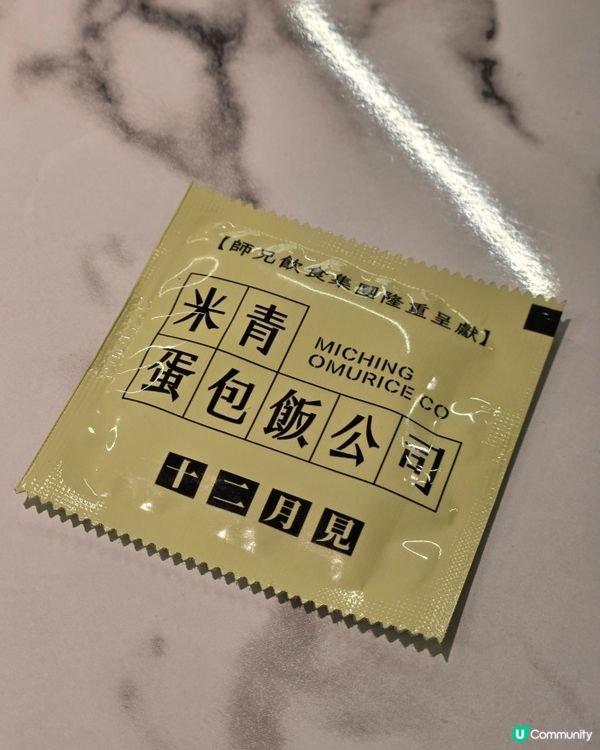 【師兄飲食集團隆重呈獻】
米青
MICHING
OMURICE CO
蛋包飯公司
十二月見
U Community